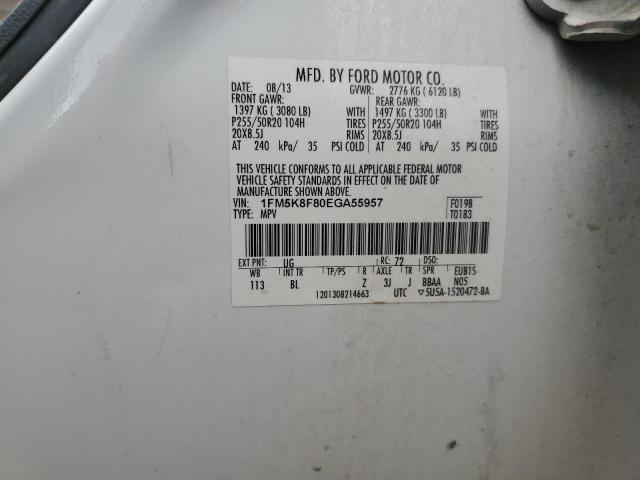 MFD. BY FORD MOTOR CO.
DATE: 08/13 GVWR: 2776 KG ( 6120 LB)
FRONT GAWR: REAR GAWR:
1397 KG ( 3080 LB) WITH 1497 KG ( 3300 LB) WITH
P255/50R20 104H TIRES P255/50R20 104H TIRES
20X8.5J RIMS 20X8.5J RIMS
AT 240 kPa/ 35 PSI COLD AT 240 kPa/ 35 PSI COLD
THIS VEHICLE CONFORMS TO ALL APPLICABLE FEDERAL MOTOR
VEHICLE SAFETY STANDARDS IN EFFECT ON THE DATE OF
MANUFACTURE SHOWN ABOVE.
VIN: 1FM5K8F80EGA55957 F0198
TYPE: MPV T0183
EXT PNT: UG RC: 72 DSO:
WB INT TR TP/PS R AXLE TR SPR EUBTS
113 BL Z 3J J BBAA N05
1201308214663 UTC ▽5U5A-1520472-BA